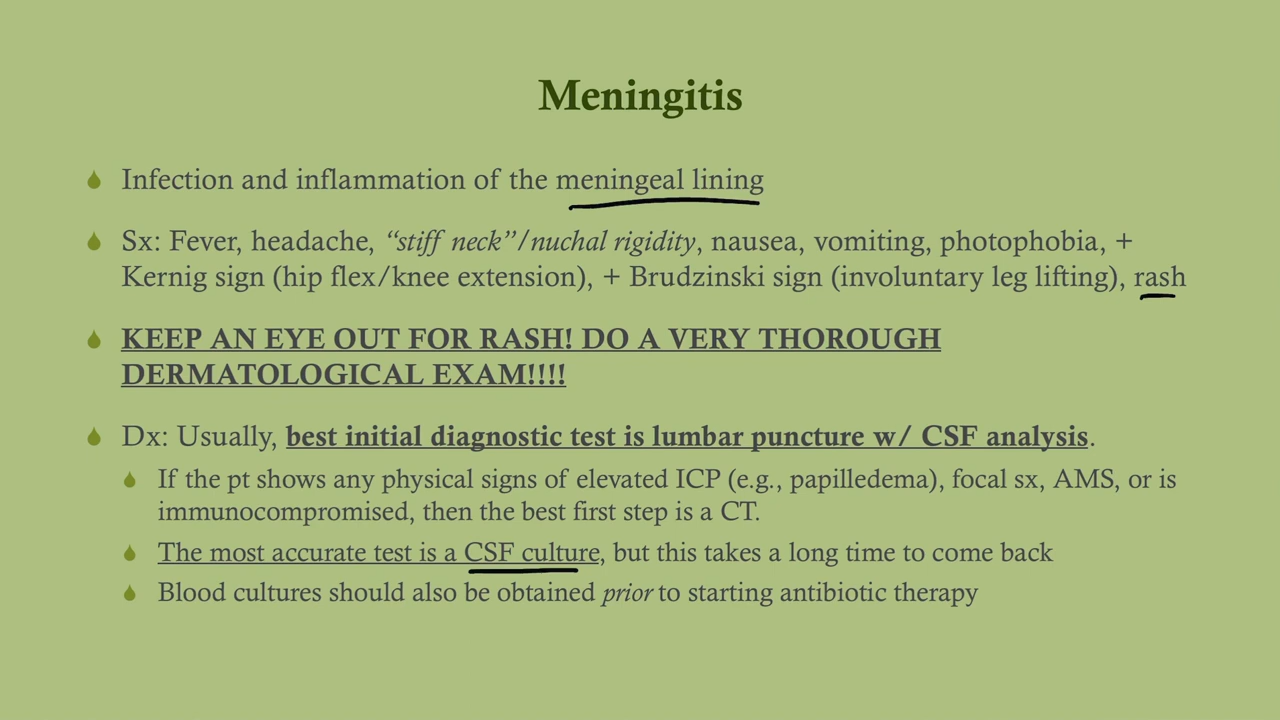 Meningitis
Infection and inflammation of the meningeal lining
Sx: Fever, headache, “stiff neck”/nuchal rigidity, nausea, vomiting, photophobia, +
Kernig sign (hip flex/knee extension), + Brudzinski sign (involuntary leg lifting), rash
KEEP AN EYE OUT FOR RASH! DO A VERY THOROUGH
DERMATOLOGICAL EXAM!!!!
Dx: Usually, best initial diagnostic test is lumbar puncture w/ CSF analysis.
If the pt shows any physical signs of elevated ICP (e.g., papilledema), focal sx, AMS, or is
immunocompromised, then the best first step is a CT.
The most accurate test is a CSF culture, but this takes a long time to come back
Blood cultures should also be obtained prior to starting antibiotic therapy